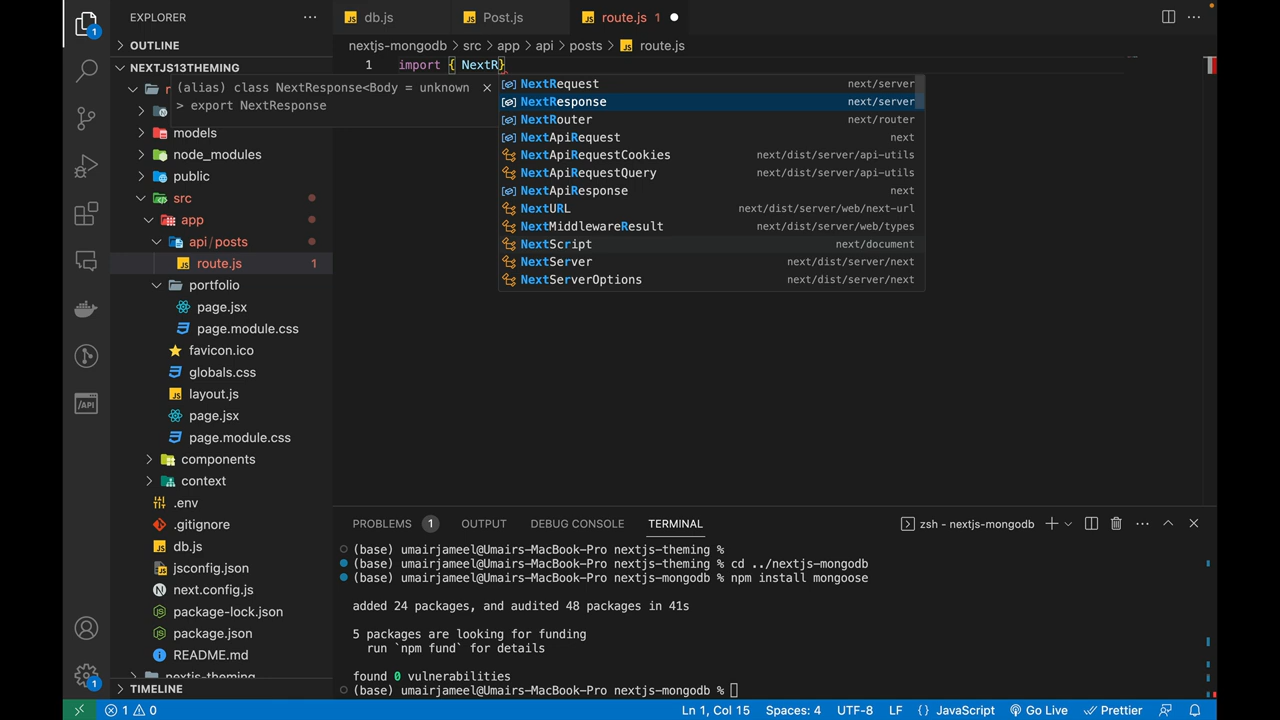 EXPLORER
db.js
Post.js
route.js 1
OUTLINE
NEXTJS13THEMING
models
node_modules
public
src
app
api/posts
route.js 1
portfolio
page.jsx
page.module.css
favicon.ico
globals.css
layout.js
page.jsx
page.module.css
components
context
.env
.gitignore
db.js
jsconfig.json
next.config.js
package-lock.json
package.json
README.md
TIMELINE
1
1
/API
nextjs-mongodb > src > app > api > posts > route.js
1 import { NextR}
(alias) class NextResponse<Body = unknown
> export NextResponse
NextRequest next/server
NextResponse next/server
NextRouter next/router
NextApiRequest next
NextApiRequestCookies next/dist/server/api-utils
NextApiRequestQuery next/dist/server/api-utils
NextApiResponse next
NextURL next/dist/server/web/next-url
NextMiddlewareResult next/dist/server/web/types
NextScript next/document
NextServer next/dist/server/next
NextServerOptions next/dist/server/next
PROBLEMS 1 OUTPUT DEBUG CONSOLE TERMINAL zsh - nextjs-mongodb
(base) umairjameel@Umairs-MacBook-Pro nextjs-theming %
(base) umairjameel@Umairs-MacBook-Pro nextjs-theming % cd ../nextjs-mongodb
(base) umairjameel@Umairs-MacBook-Pro nextjs-mongodb % npm install mongoose
added 24 packages, and audited 48 packages in 41s
5 packages are looking for funding
run `npm fund` for details
found 0 vulnerabilities
(base) umairjameel@Umairs-MacBook-Pro nextjs-mongodb %
1 0 Ln 1, Col 15 Spaces: 4 UTF-8 LF {} JavaScript Go Live Prettier